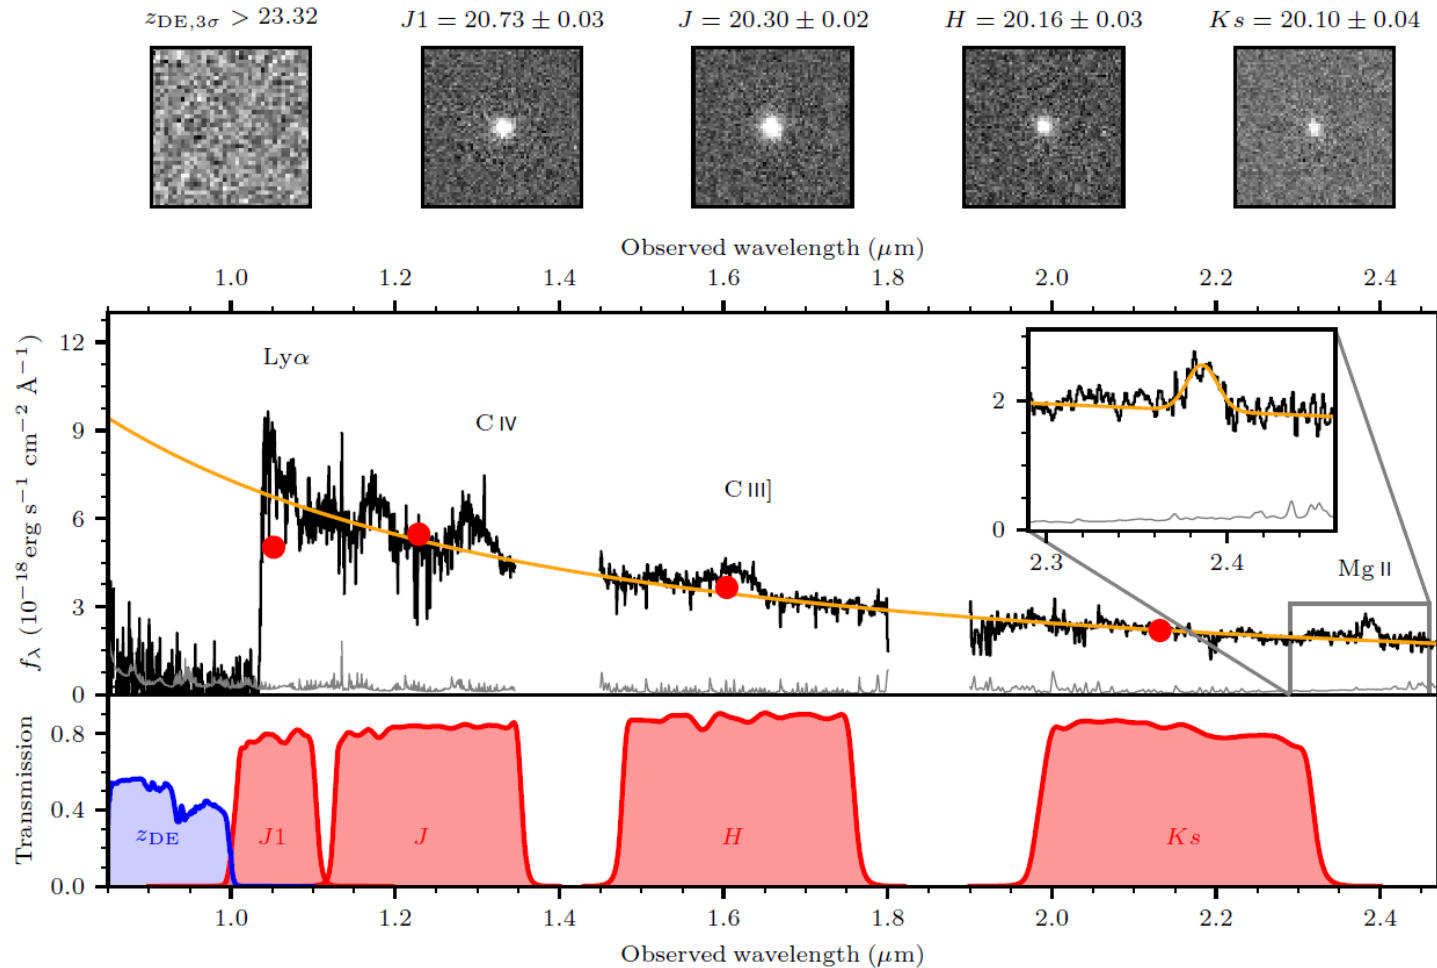 z_DE,3σ > 23.32 J1 = 20.73 ± 0.03 J = 20.30 ± 0.02 H = 20.16 ± 0.03 Ks = 20.10 ± 0.04
Observed wavelength (μm)
1.0 1.2 1.4 1.6 1.8 2.0 2.2 2.4
f_λ (10⁻¹⁸erg s⁻¹ cm⁻² Å⁻¹)
12
9
6
3
0
Lyα
C IV
C III]
Mg II
2
0
2.3 2.4
Transmission
0.8
0.4
0.0
z_DE J1 J H Ks
1.0 1.2 1.4 1.6 1.8 2.0 2.2 2.4
Observed wavelength (μm)